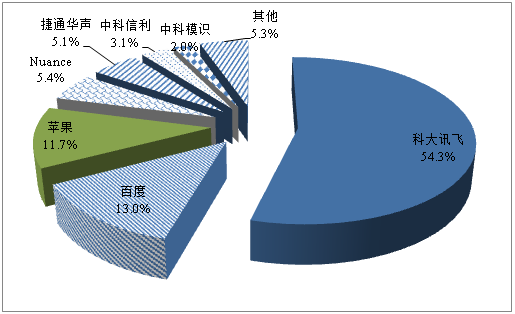 捷通华声
5.1%
中科信利
3.1%
中科模识
2.0%
其他
5.3%
Nuance
5.4%
苹果
11.7%
百度
13.0%
科大讯飞
54.3%